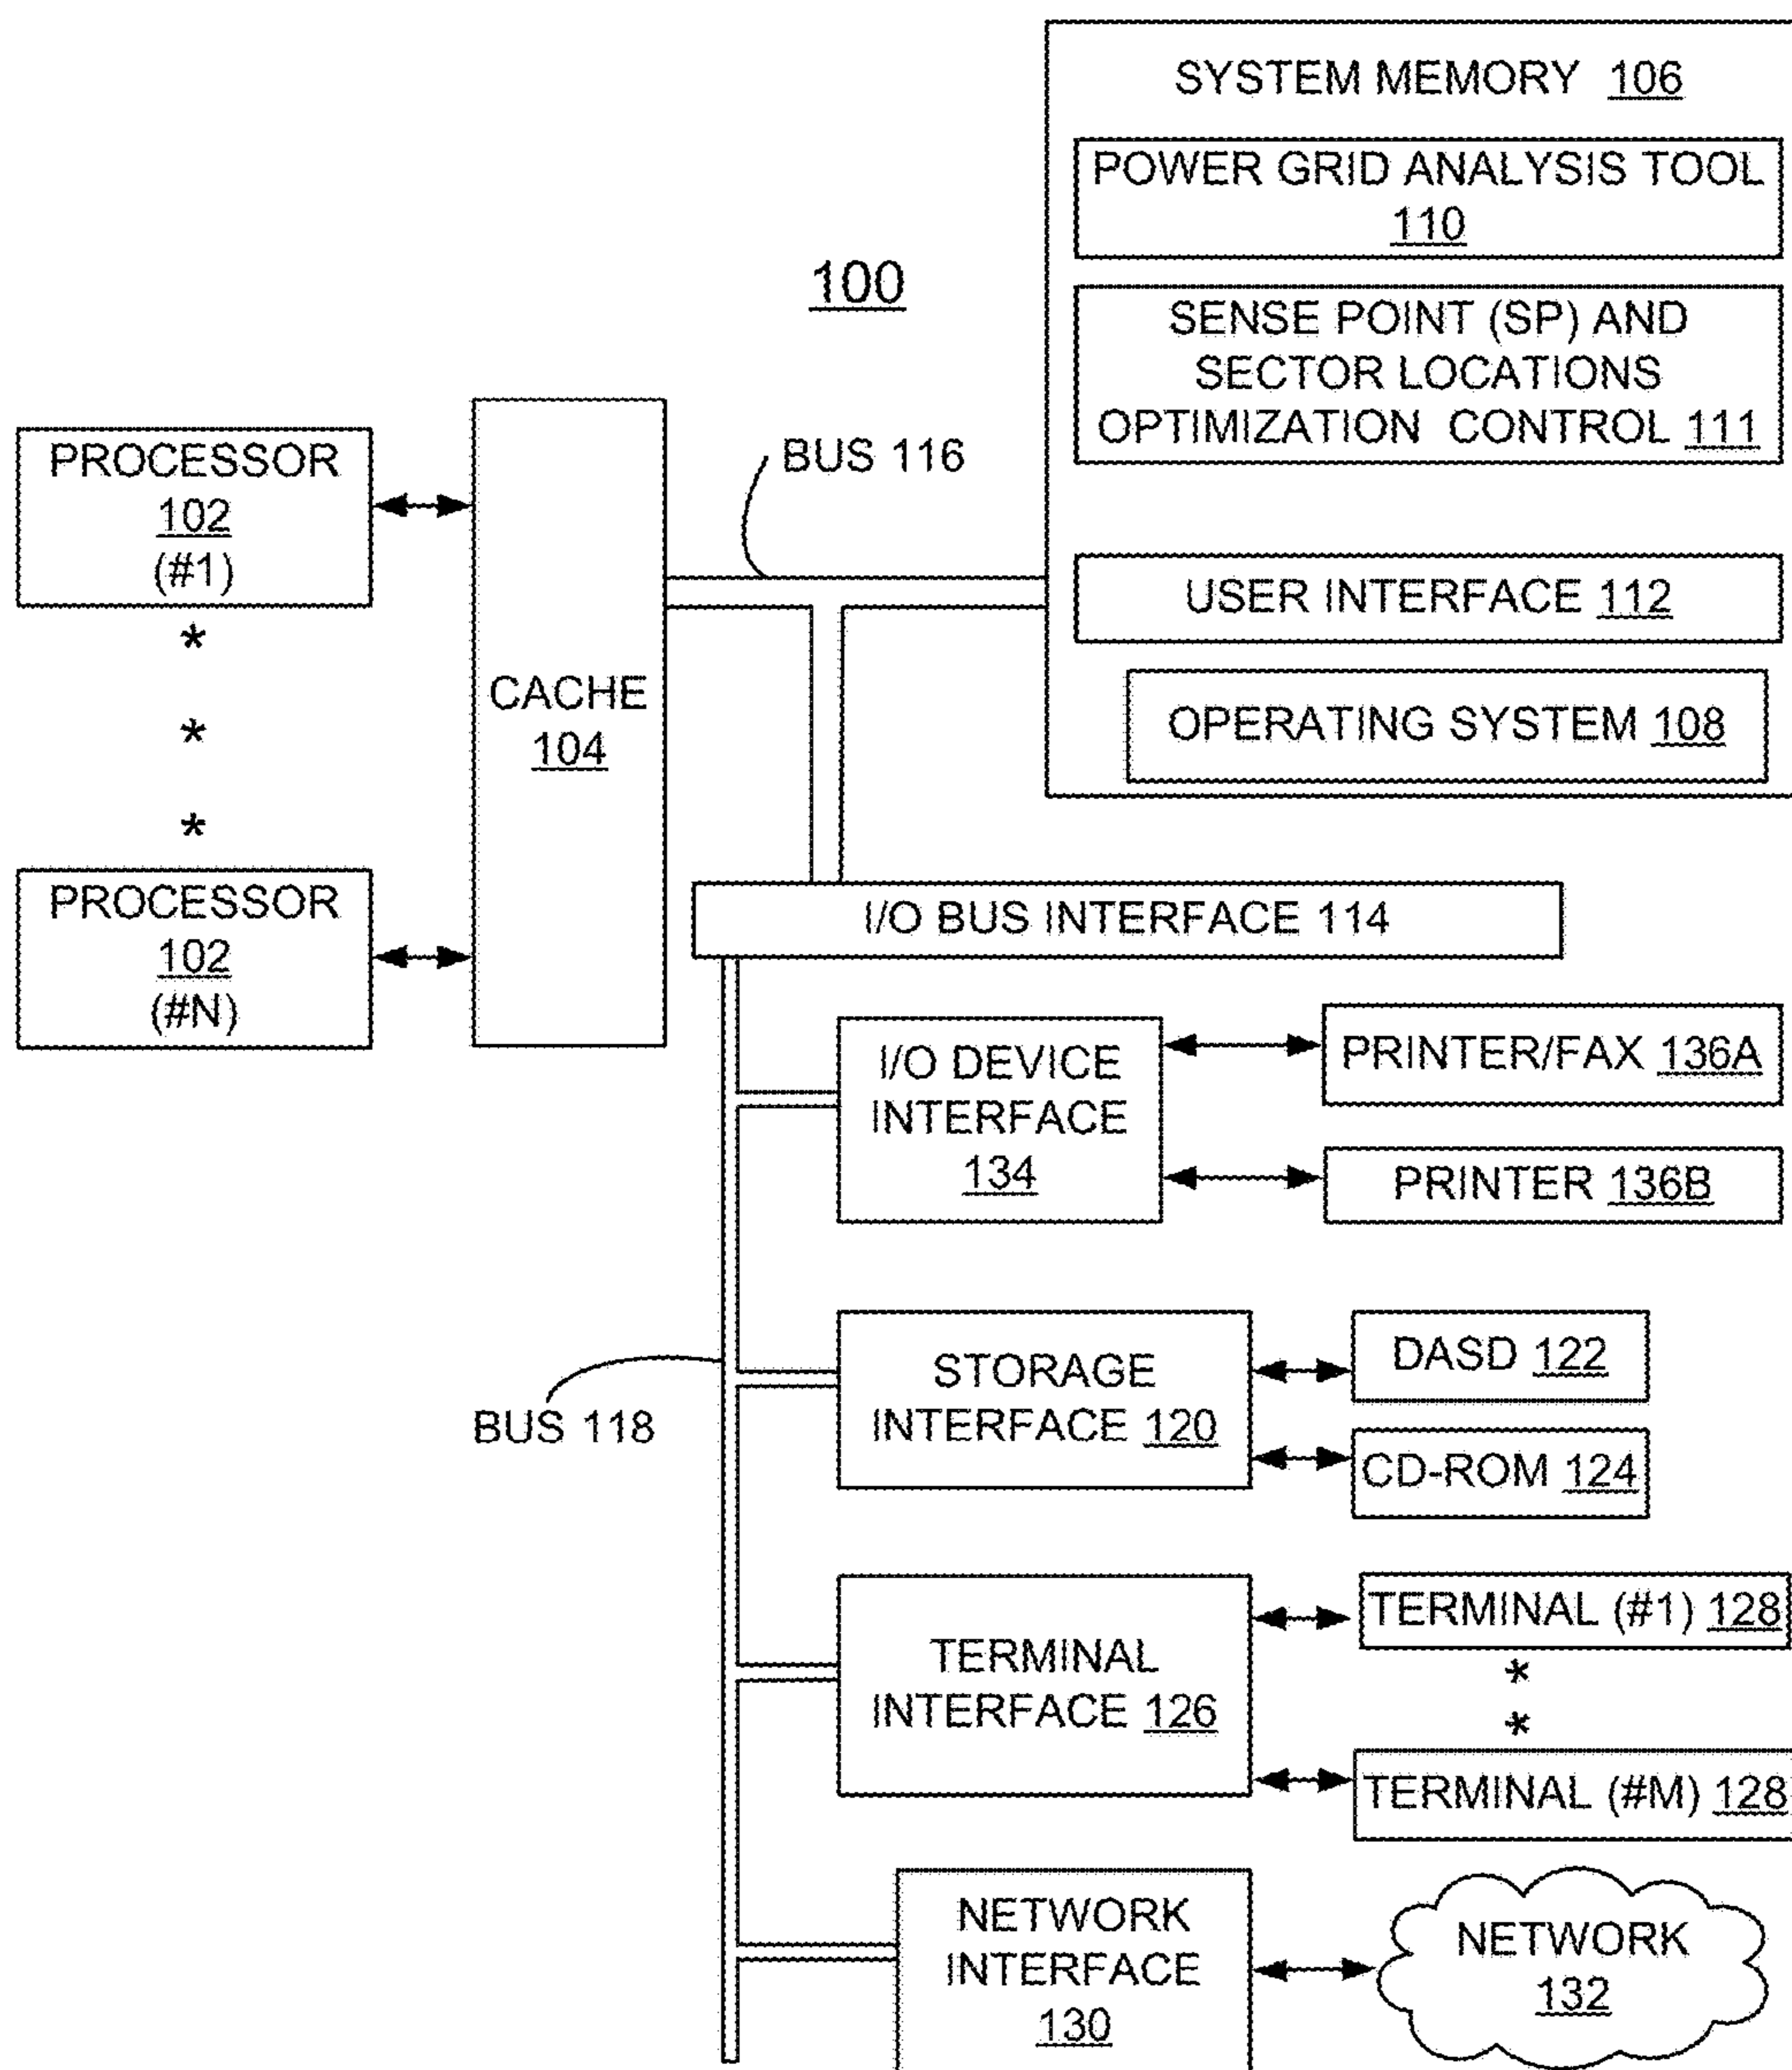 SYSTEM MEMORY 106
POWER GRID ANALYSIS TOOL
110
100
SENSE POINT (SP) AND
SECTOR LOCATIONS
OPTIMIZATION CONTROL 111
BUS 116
PROCESSOR
102
(#1)
*
*
*
CACHE
104
USER INTERFACE 112
OPERATING SYSTEM 108
PROCESSOR
102
(#N)
I/O BUS INTERFACE 114
I/O DEVICE
INTERFACE
134
PRINTER/FAX 136A
PRINTER 136B
BUS 118
STORAGE
INTERFACE 120
DASD 122
CD-ROM 124
TERMINAL
INTERFACE 126
TERMINAL (#1) 128
*
*
TERMINAL (#M) 128
NETWORK
INTERFACE
130
NETWORK
132